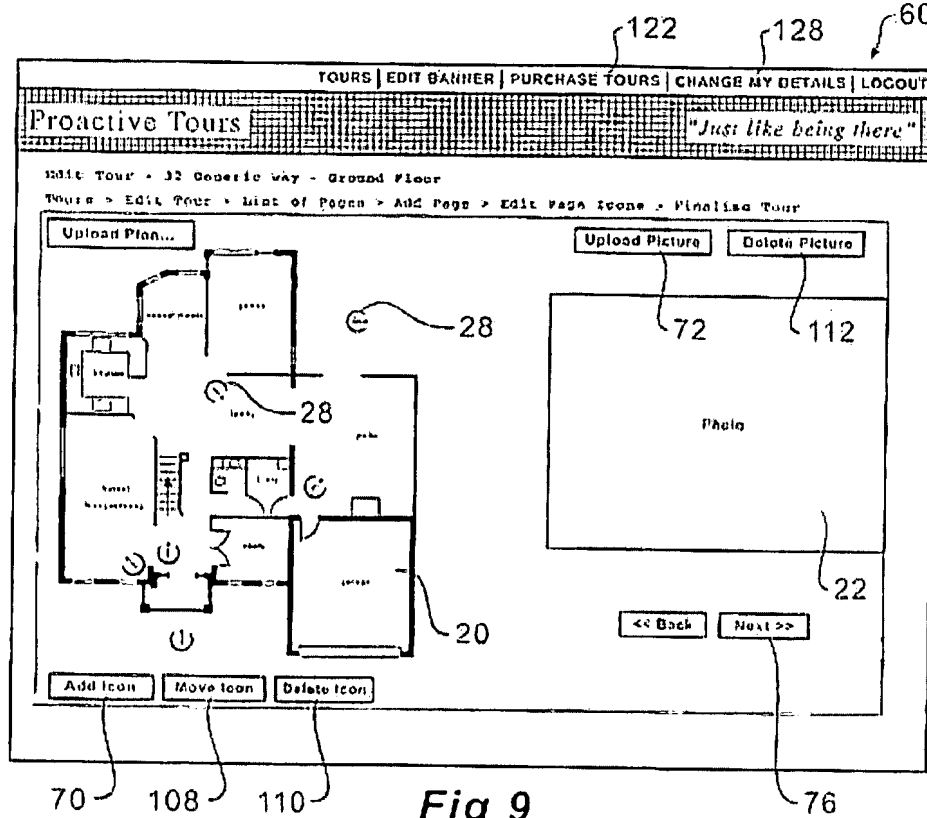 122 128 60
TOURS | EDIT BANNER | PURCHASE TOURS | CHANGE MY DETAILS | LOGOUT
Proactive Tours "Just like being there"
Edit Tour - 32 Generic Way - Ground Floor
Tours > Edit Tour > List of Pages > Add Page > Edit Page Icons > Finalise Tour
Upload Plan... Upload Picture Delete Picture
28 72 112
28
Photo
22
20
<< Back Next >>
Add Icon Move Icon Delete Icon
70 108 110 76
Fig 9